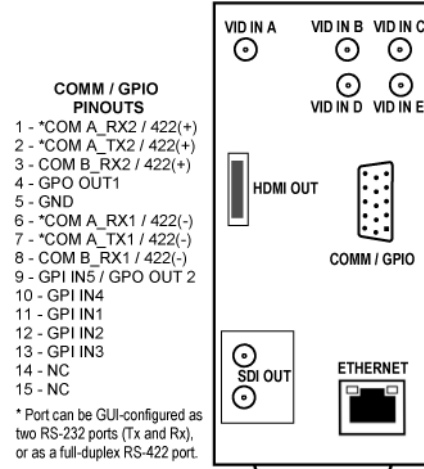 VID IN A VID IN B VID IN C
VID IN D VID IN E
COMM / GPIO
PINOUTS
1 - *COM A_RX2 / 422(+)
2 - *COM A_TX2 / 422(+)
3 - COM B_RX2 / 422(+)
4 - GPO OUT1
5 - GND
6 - *COM A_RX1 / 422(-)
7 - *COM A_TX1 / 422(-)
8 - COM B_RX1 / 422(-)
9 - GPI IN5 / GPO OUT 2
10 - GPI IN4
11 - GPI IN1
12 - GPI IN2
13 - GPI IN3
14 - NC
15 - NC
* Port can be GUI-configured as
two RS-232 ports (Tx and Rx),
or as a full-duplex RS-422 port.
HDMI OUT
COMM / GPIO
SDI OUT
ETHERNET